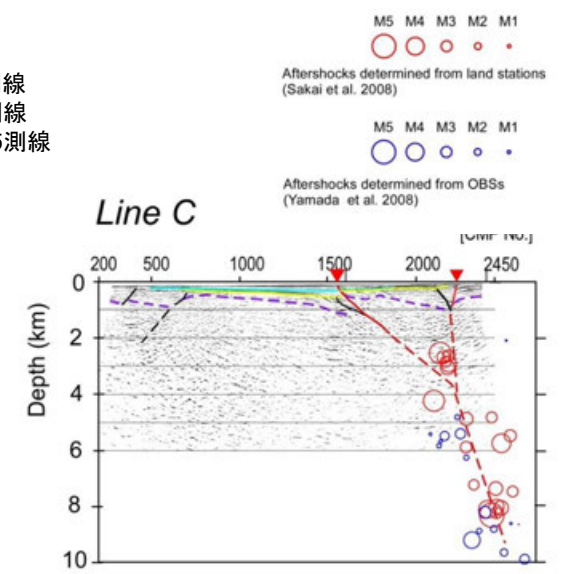 M5 M4 M3 M2 M1
Aftershocks determined from land stations
(Sakai et al. 2008)
線
線
測線
M5 M4 M3 M2 M1
Aftershocks determined from OBSs
(Yamada et al. 2008)
Line C
[CMP No.]
200 500 1000 1500 2000 2450
Depth (km)
0
2
4
6
8
10